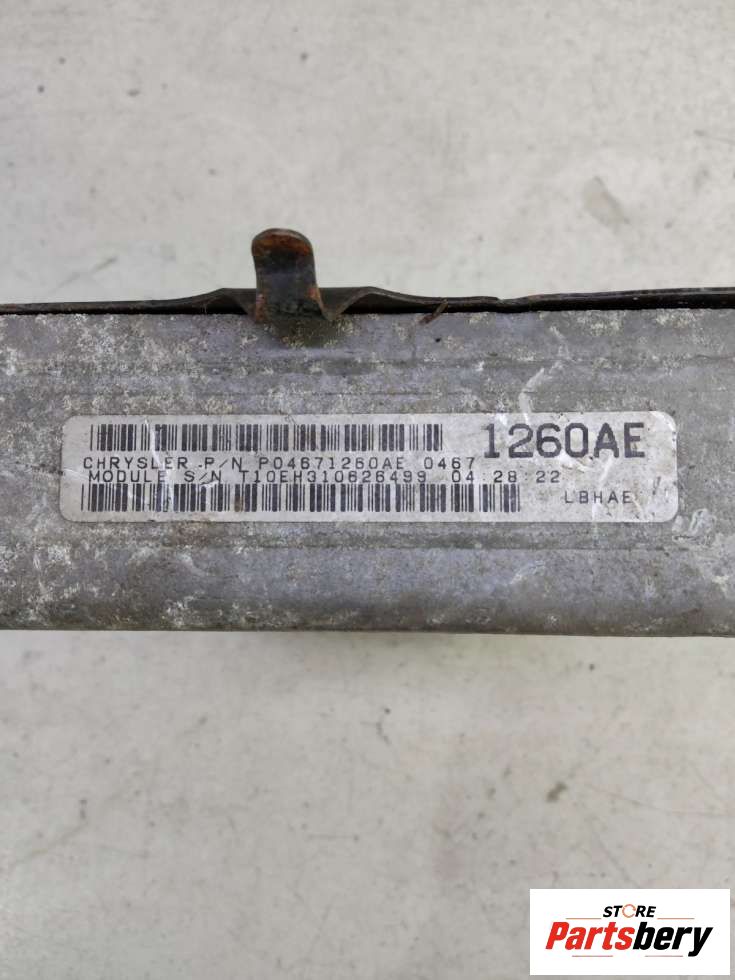 1260AE
CHRYSLER P/N P04671260AE 0467
MODULE S/N T10EH310626499 04:28:22
LBHAE
STORE
Partsbery